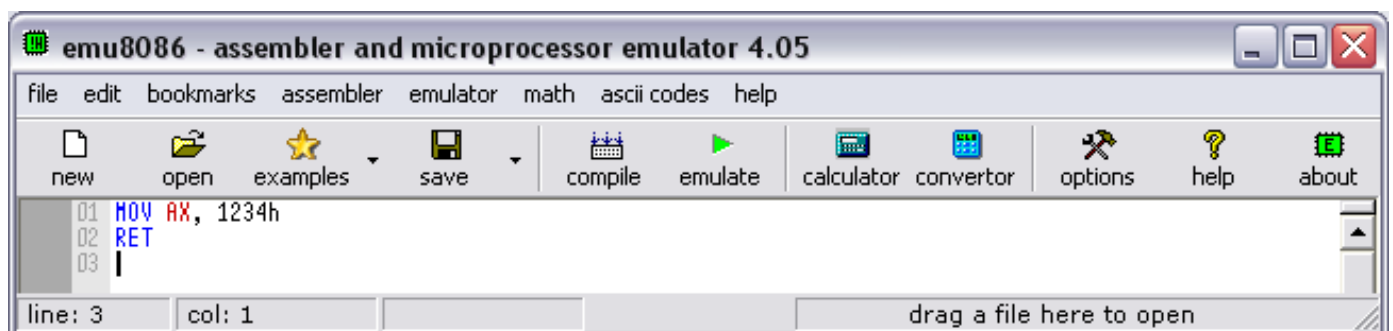 emu8086 - assembler and microprocessor emulator 4.05
file edit bookmarks assembler emulator math ascii codes help
new open examples save compile emulate calculator convertor options help about
01 MOV AX, 1234h
02 RET
03
line: 3 col: 1 drag a file here to open